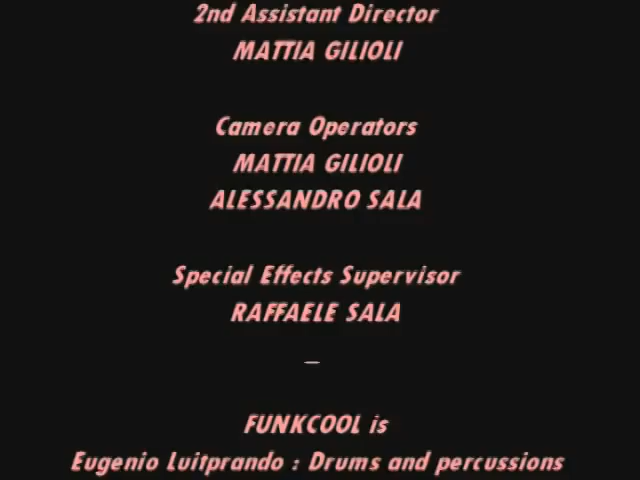 2nd Assistant Director
MATTIA GILIOLI
Camera Operators
MATTIA GILIOLI
ALESSANDRO SALA
Special Effects Supervisor
RAFFAELE SALA
_
FUNKCOOL is
Eugenio Luitprando : Drums and percussions